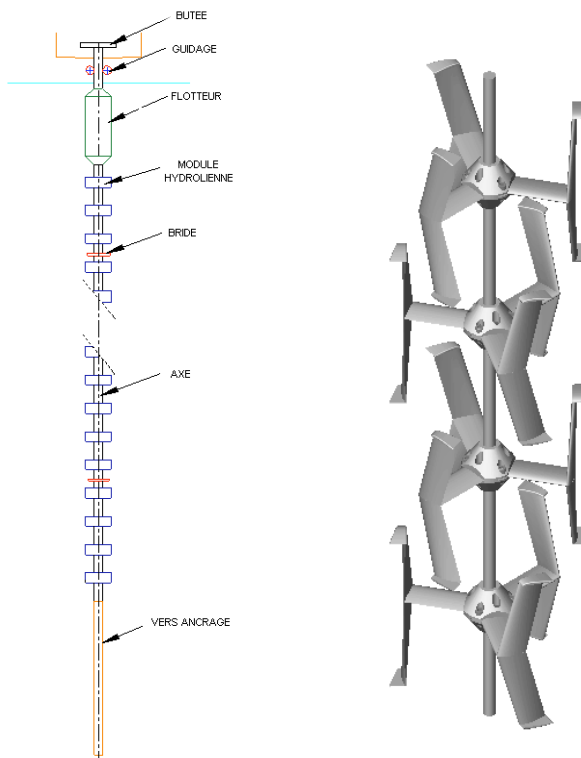 BUTEE
GUIDAGE
FLOTTEUR
MODULE
HYDROLIENNE
BRIDE
AXE
VERS ANCRAGE